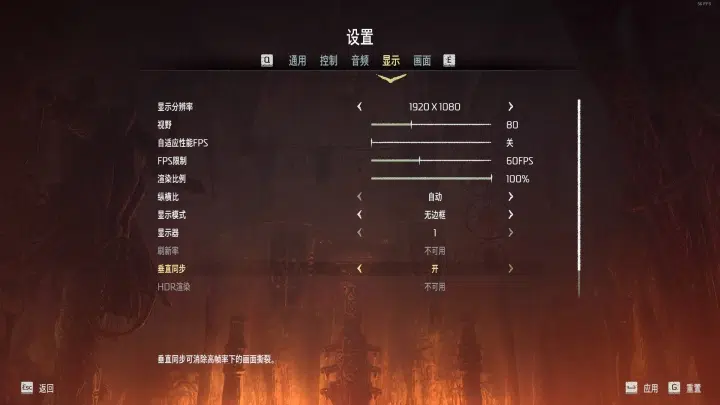 设置
Q 通用 控制 音频 显示 画面 E
显示分辨率 1920 X 1080
视野 80
自适应性能FPS 关
FPS限制 60FPS
渲染比例 100%
纵横比 自动
显示模式 无边框
显示器 1
刷新率 不可用
垂直同步 开
HDR渲染 不可用
垂直同步可消除高帧率下的画面撕裂。
Esc 返回 应用 G 重置